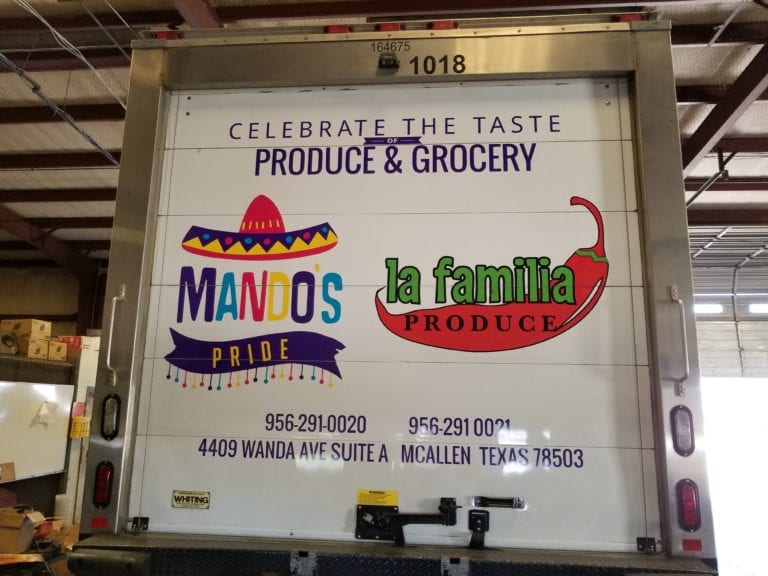 164675
1018
CELEBRATE THE TASTE
OF
PRODUCE & GROCERY
MANDO'S
PRIDE
la familia
PRODUCE
956-291-0020 956-291 0021
4409 WANDA AVE SUITE A MCALLEN TEXAS 78503
WHITING